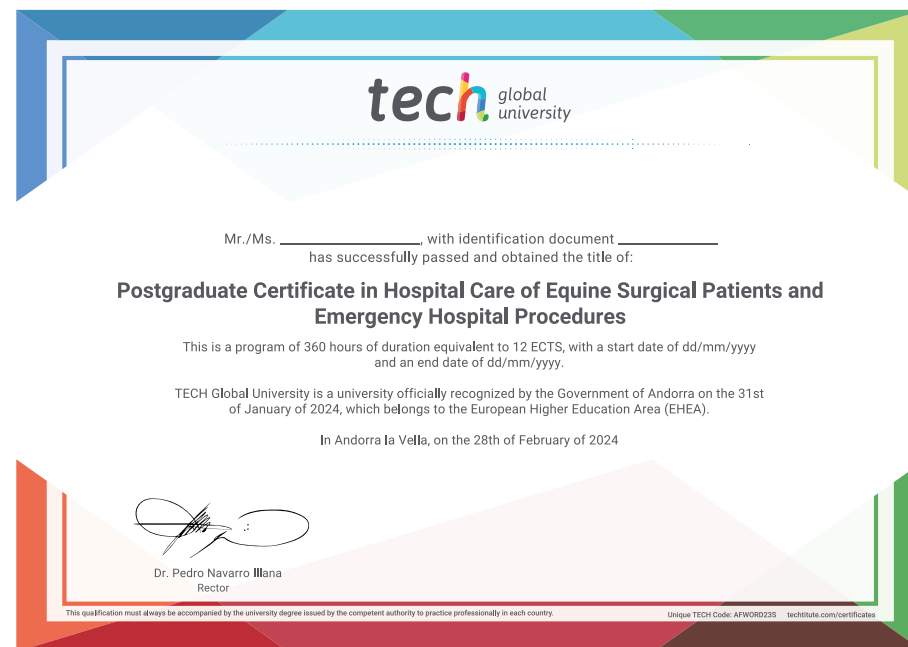 tech global
university
Mr./Ms. ____________, with identification document ____________
has successfully passed and obtained the title of:
Postgraduate Certificate in Hospital Care of Equine Surgical Patients and
Emergency Hospital Procedures
This is a program of 360 hours of duration equivalent to 12 ECTS, with a start date of dd/mm/yyyy
and an end date of dd/mm/yyyy.
TECH Global University is a university officially recognized by the Government of Andorra on the 31st
of January of 2024, which belongs to the European Higher Education Area (EHEA).
In Andorra la Vella, on the 28th of February of 2024
Dr. Pedro Navarro Illana
Rector
This qualification must always be accompanied by the university degree issued by the competent authority to practice professionally in each country.
Unique TECH Code: AFWORD23S techtitute.com/certificates